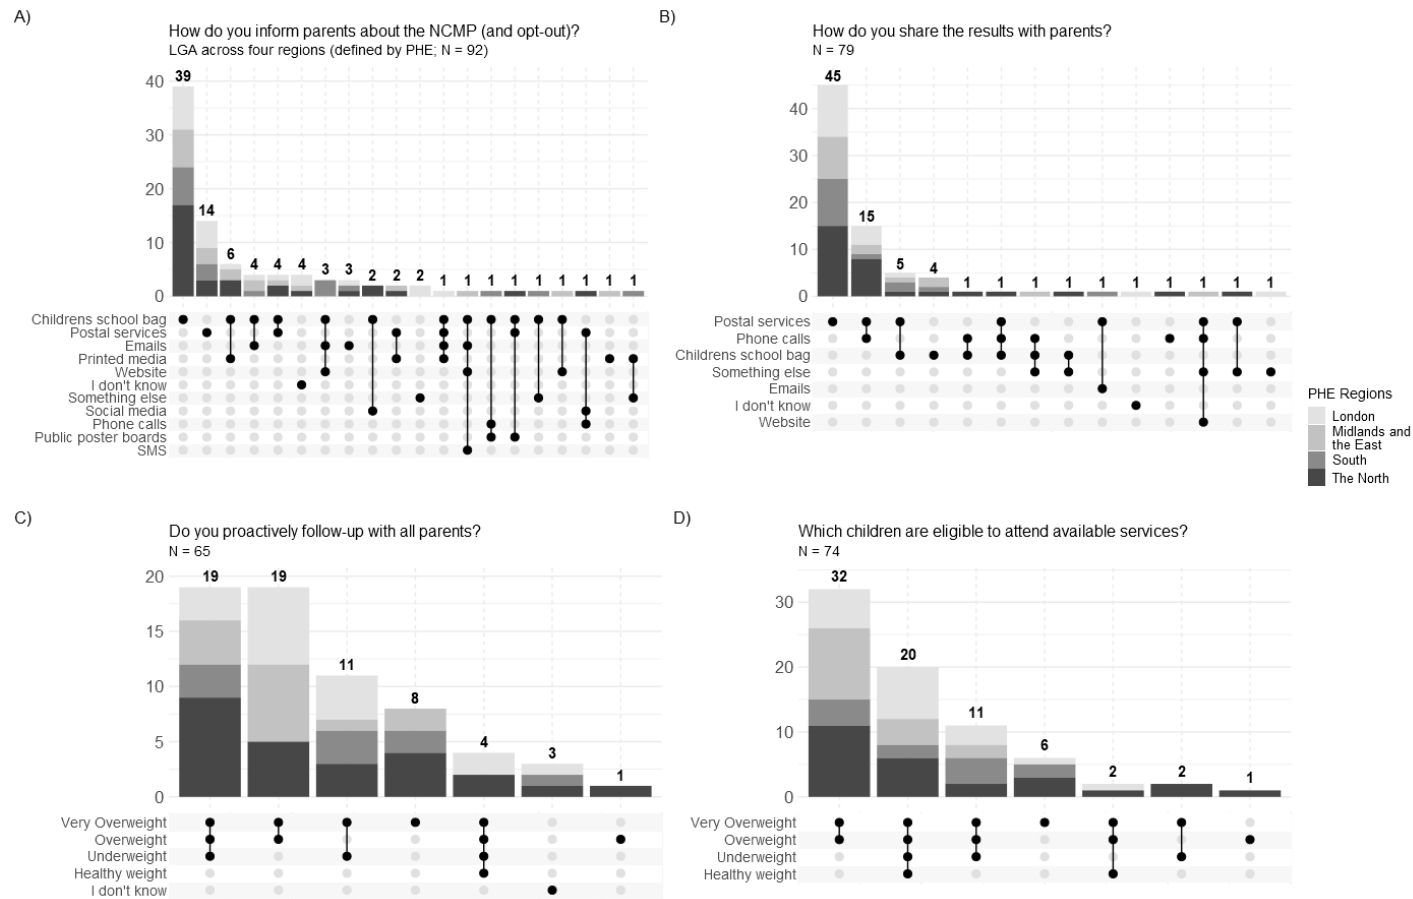 A)
How do you inform parents about the NCMP (and opt-out)?
LGA across four regions (defined by PHE; N = 92)
40
30
20
10
0
39
14
6
4
4
4
3
3
2
2
2
1
1
1
1
1
1
1
1
1
Childrens school bag
Postal services
Emails
Printed media
Website
I don't know
Something else
Social media
Phone calls
Public poster boards
SMS
B)
How do you share the results with parents?
N = 79
40
30
20
10
0
45
15
5
4
1
1
1
1
1
1
1
1
1
1
Postal services
Phone calls
Childrens school bag
Something else
Emails
I don't know
Website
PHE Regions
London
Midlands and
the East
South
The North
C)
Do you proactively follow-up with all parents?
N = 65
20
15
10
5
0
19
19
11
8
4
3
1
Very Overweight
Overweight
Underweight
Healthy weight
I don't know
D)
Which children are eligible to attend available services?
N = 74
30
20
10
0
32
20
11
6
2
2
1
Very Overweight
Overweight
Underweight
Healthy weight